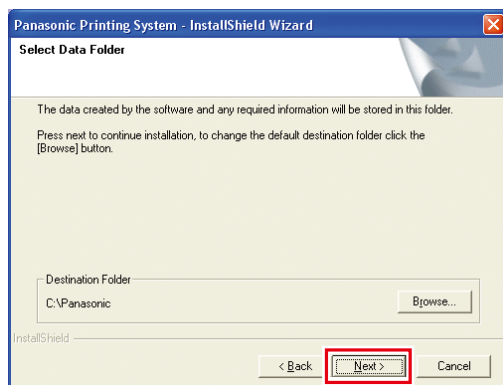 Panasonic Printing System - InstallShield Wizard
Select Data Folder
The data created by the software and any required information will be stored in this folder.
Press next to continue installation, to change the default destination folder click the
[Browse] button.
Destination Folder
C:\Panasonic
Browse...
InstallShield
< Back
Next >
Cancel